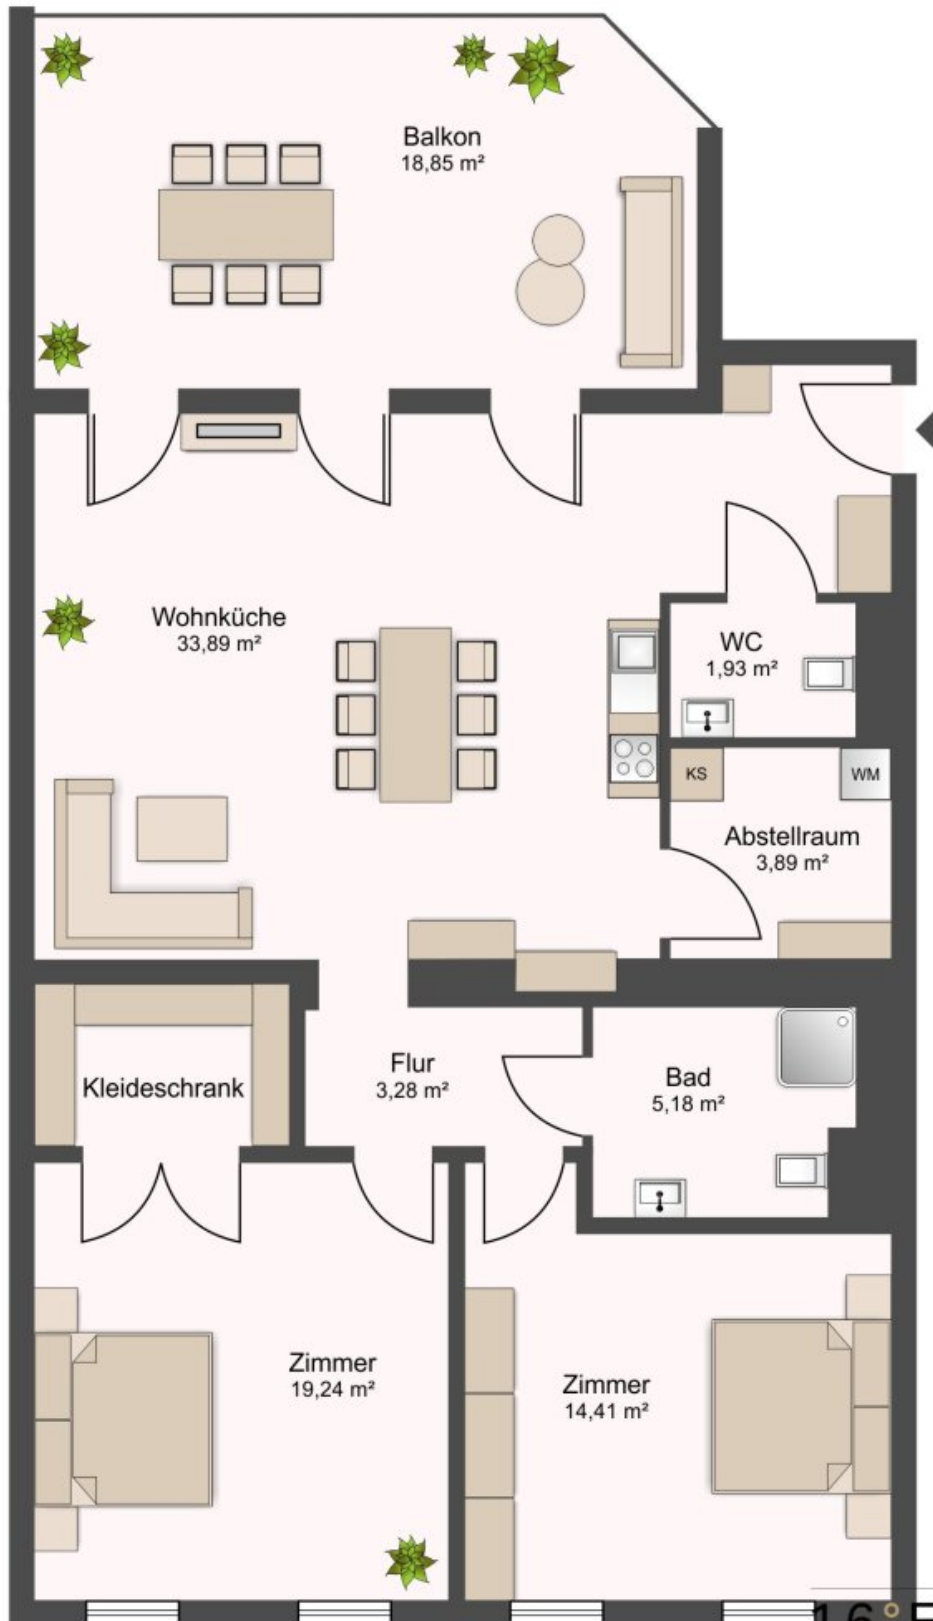 Balkon
18,85 m²
Wohnküche
33,89 m²
WC
1,93 m²
KS
WM
Abstellraum
3,89 m²
Flur
3,28 m²
Bad
5,18 m²
Kleideschrank
Zimmer
19,24 m²
Zimmer
14,41 m²